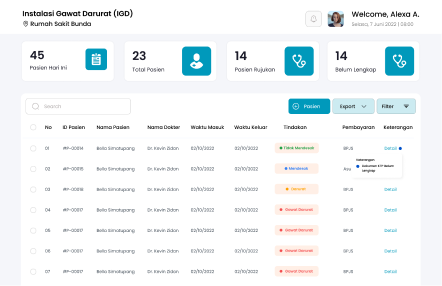 Instalasi Gawat Darurat (IGD)
Rumah Sakit Bunda
Welcome, Alexa A.
Selasa, 7 Juni 2023 | 08:00
45
Pasien Hari Ini
23
Total Pasien
14
Pasien Rujukan
14
Belum Lengkap
Search
Pasien
Export
Filter
No ID Pasien Nama Pasien Nama Dokter Waktu Masuk Waktu Keluar Tindakan Pembayaran Keterangan
01 #P-00014 Bella Simatupang Dr. Kevin Zidan 02/10/2022 02/10/2022 Tidak Mendesak BPJS Detail
Keterangan
Dokumen KTP Belum
Lengkap
02 #P-00015 Bella Simatupang Dr. Kevin Zidan 02/10/2022 02/10/2022 Mendesak
03 #P-00016 Bella Simatupang Dr. Kevin Zidan 02/10/2022 02/10/2022 Darurat BPJS Detail
04 #P-00017 Bella Simatupang Dr. Kevin Zidan 02/10/2022 02/10/2022 Gawat Darurat BPJS Detail
05 #P-00017 Bella Simatupang Dr. Kevin Zidan 02/10/2022 02/10/2022 Gawat Darurat BPJS Detail
06 #P-00017 Bella Simatupang Dr. Kevin Zidan 02/10/2022 02/10/2022 Gawat Darurat BPJS Detail
07 #P-00017 Bella Simatupang Dr. Kevin Zidan 02/10/2022 02/10/2022 Gawat Darurat BPJS Detail